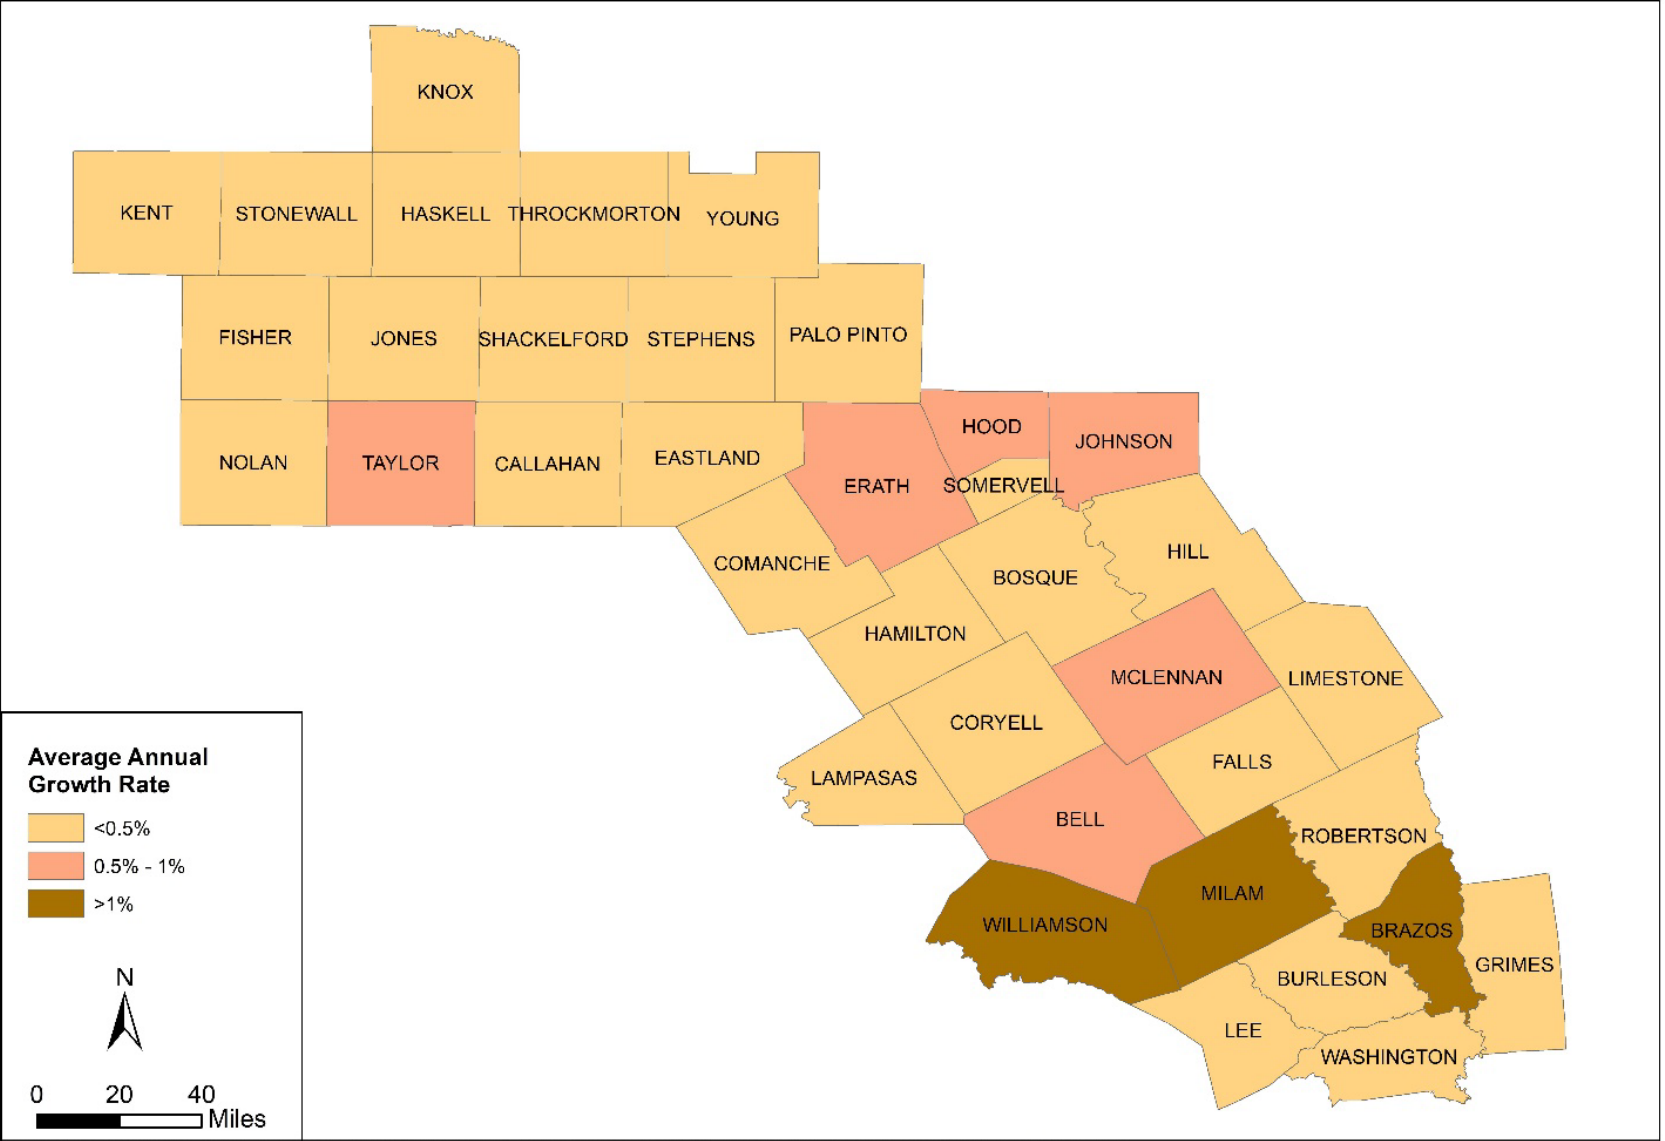 KNOX
KENT STONEWALL HASKELL THROCKMORTON YOUNG
FISHER JONES SHACKELFORD STEPHENS PALO PINTO
NOLAN TAYLOR CALLAHAN EASTLAND ERATH HOOD JOHNSON
SOMERVELL
COMANCHE BOSQUE HILL
HAMILTON MCLENNAN LIMESTONE
CORYELL FALLS
LAMPASAS BELL ROBERTSON
WILLIAMSON MILAM BRAZOS
BURLESON GRIMES
LEE WASHINGTON
Average Annual
Growth Rate
<0.5%
0.5% - 1%
>1%
N
0 20 40
Miles